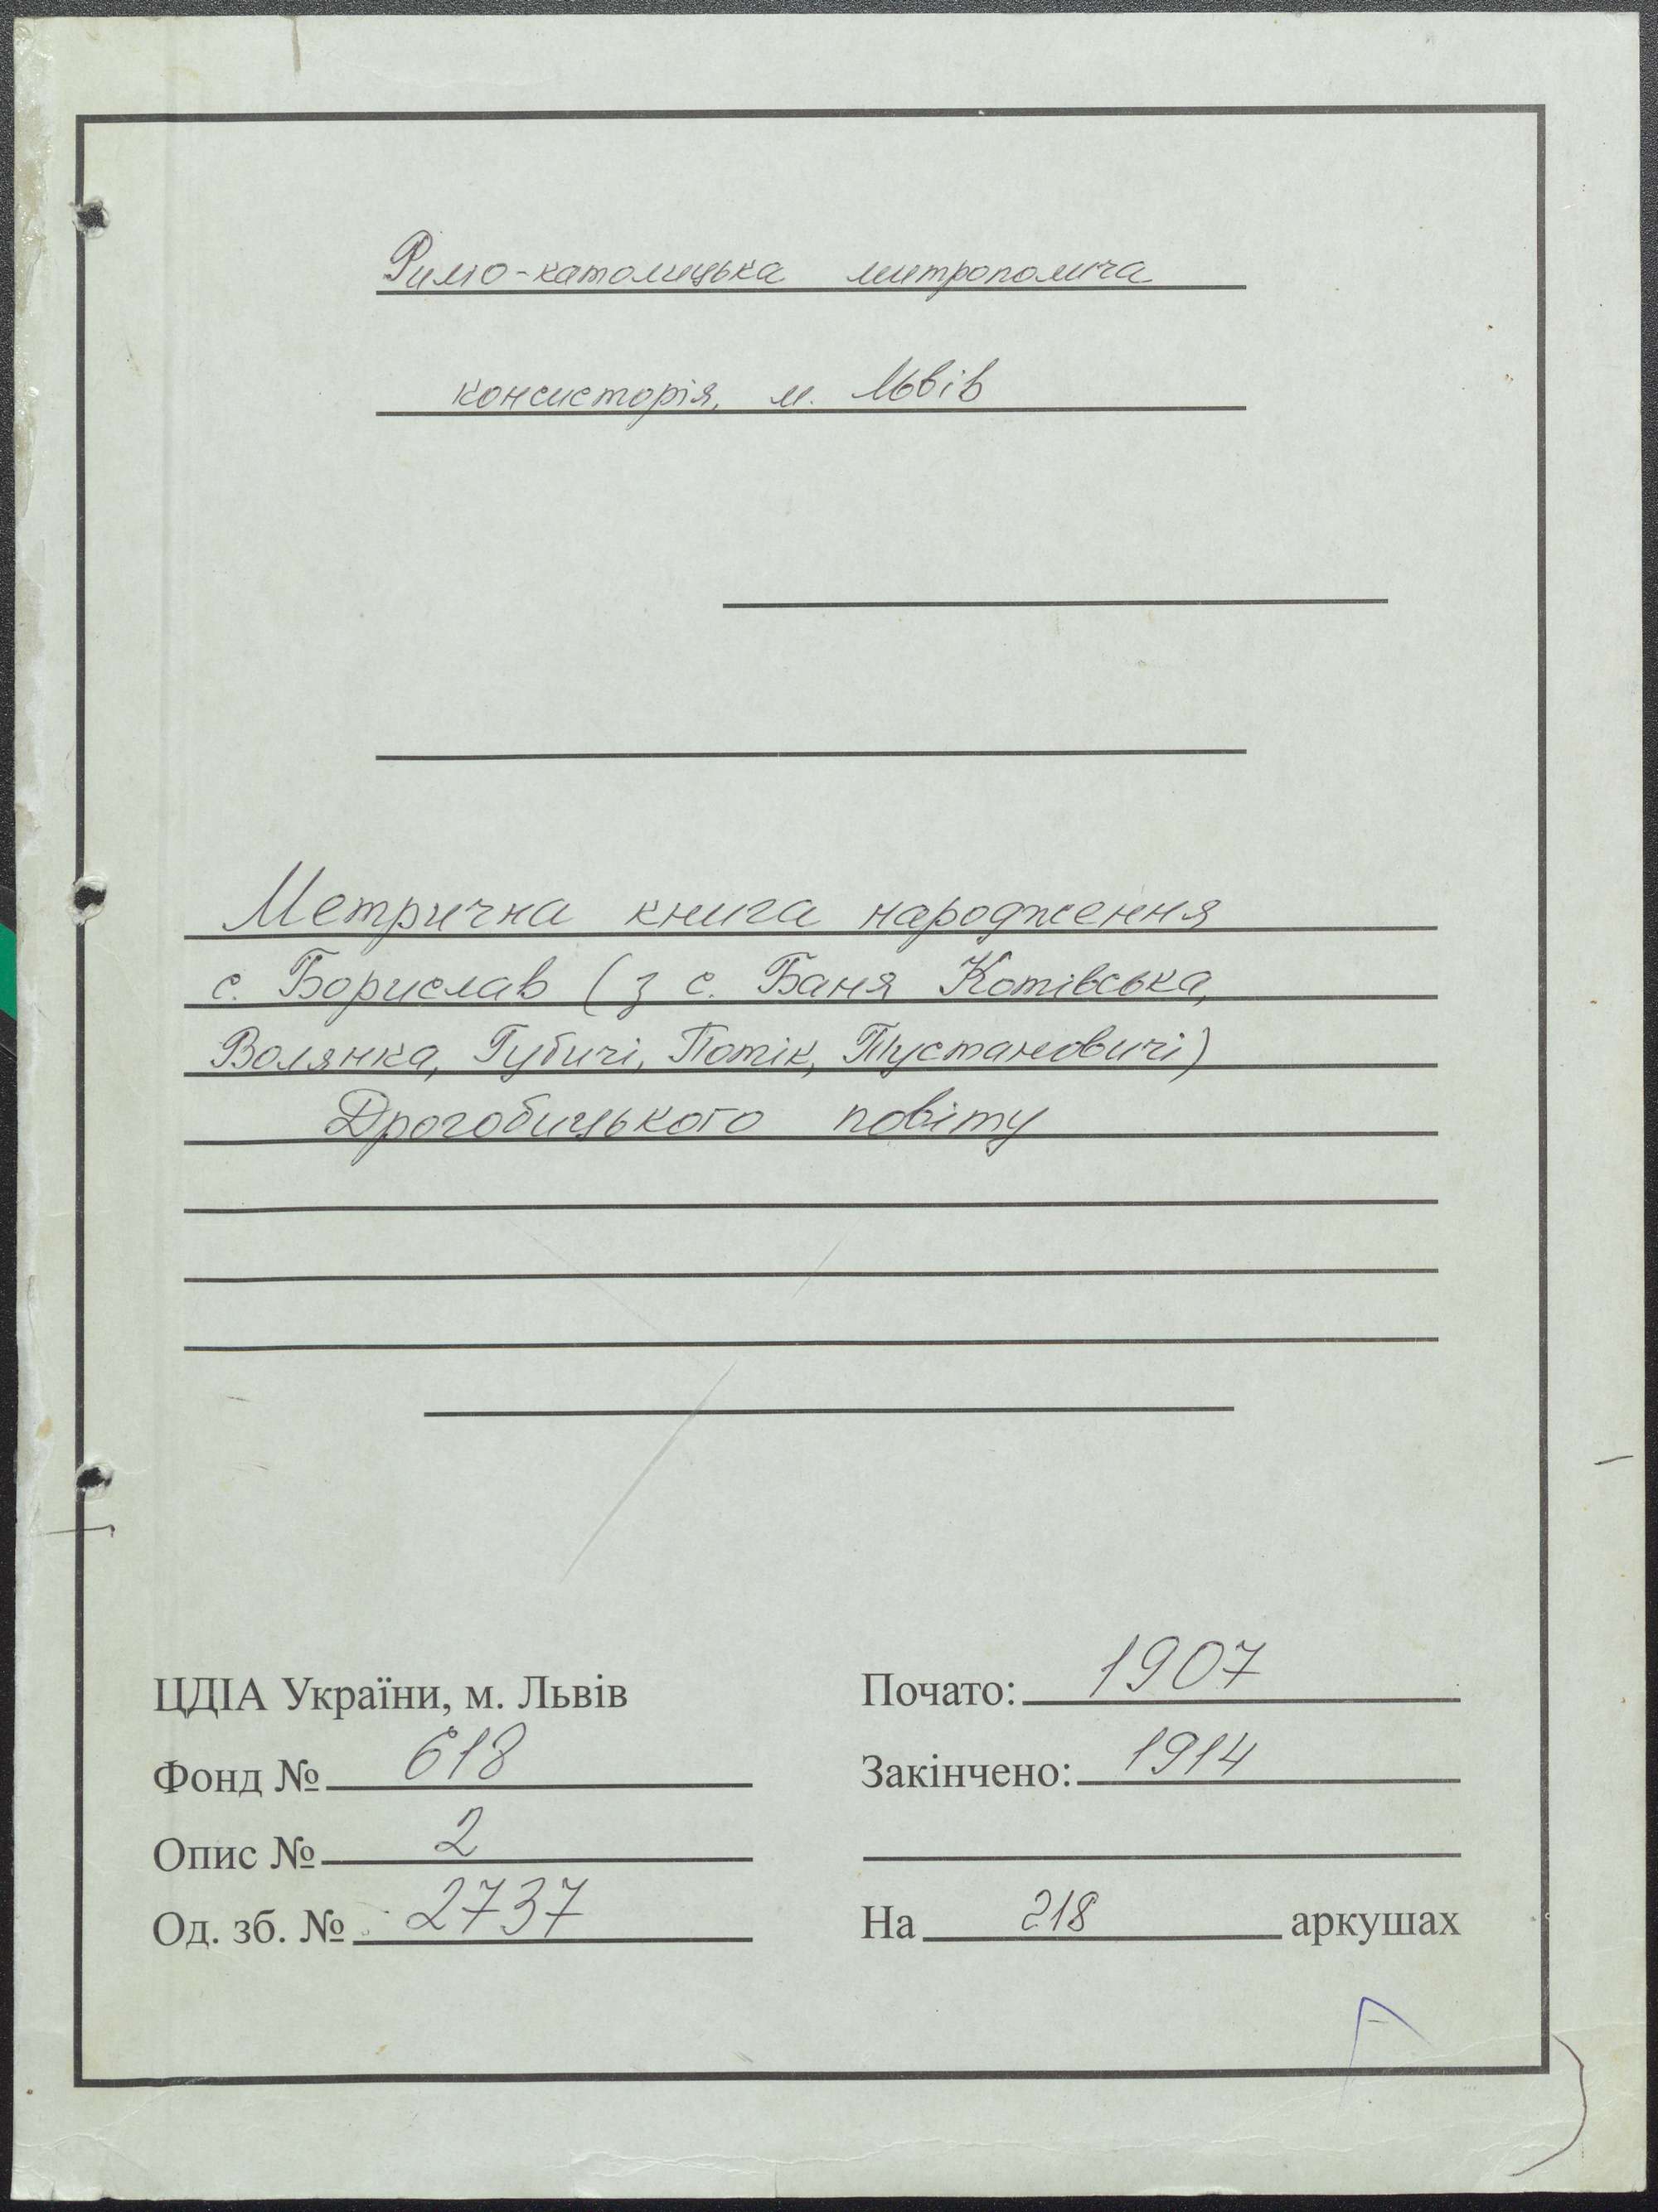 Римо-католицька митрополича
консисторія, м. Львів
Метрична книга народження
с. Борислав (з с. Баня Котівська,
Волянка, Губичі, Потік, Тустановичі)
Дрогобицького повіту
ЦДІА України, м. Львів
Фонд № 618
Опис № 2
Од. зб. № 2737
Почато: 1907
Закінчено: 1914
На 218 аркушах